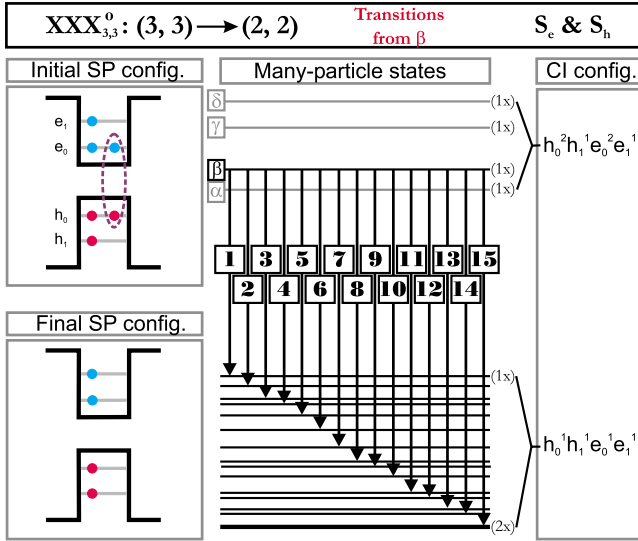 XXX°3,3: (3, 3)→(2, 2)
Transitions
from β
Se & Sh
Initial SP config.
Many-particle states
CI config.
e1
e0
h0
h1
δ
(1x)
γ
(1x)
β
(1x)
α
(1x)
h0²h1¹e0²e1¹
1 3 5 7 9 11 13 15
2 4 6 8 10 12 14
Final SP config.
(1x)
h0¹h1¹e0¹e1¹
(2x)